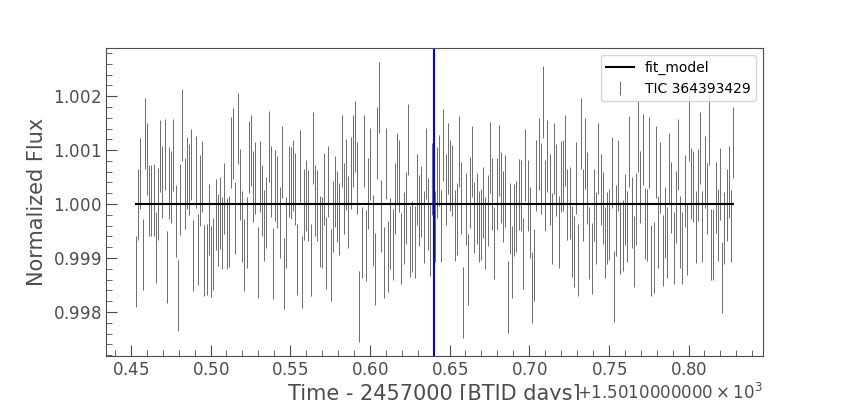 fit_model
TIC 364393429
Normalized Flux
1.002
1.001
1.000
0.999
0.998
0.45 0.50 0.55 0.60 0.65 0.70 0.75 0.80
Time - 2457000 [BTJD days]
+1.5010000000 × 10³